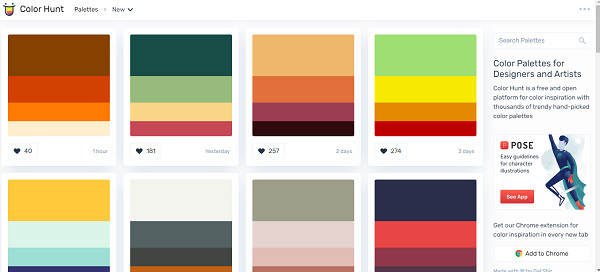 Color Hunt
Palettes
New
Search Palettes
Color Palettes for
Designers and Artists
Color Hunt is a free and open
platform for color inspiration with
thousands of trendy hand-picked
color palettes
POSE
Easy guidelines
for character
illustrations
See App
40
1 hour
181
Yesterday
257
2 days
274
3 days
Get our Chrome extension for
color inspiration in every new tab
Add to Chrome
Made with by Gal Shir